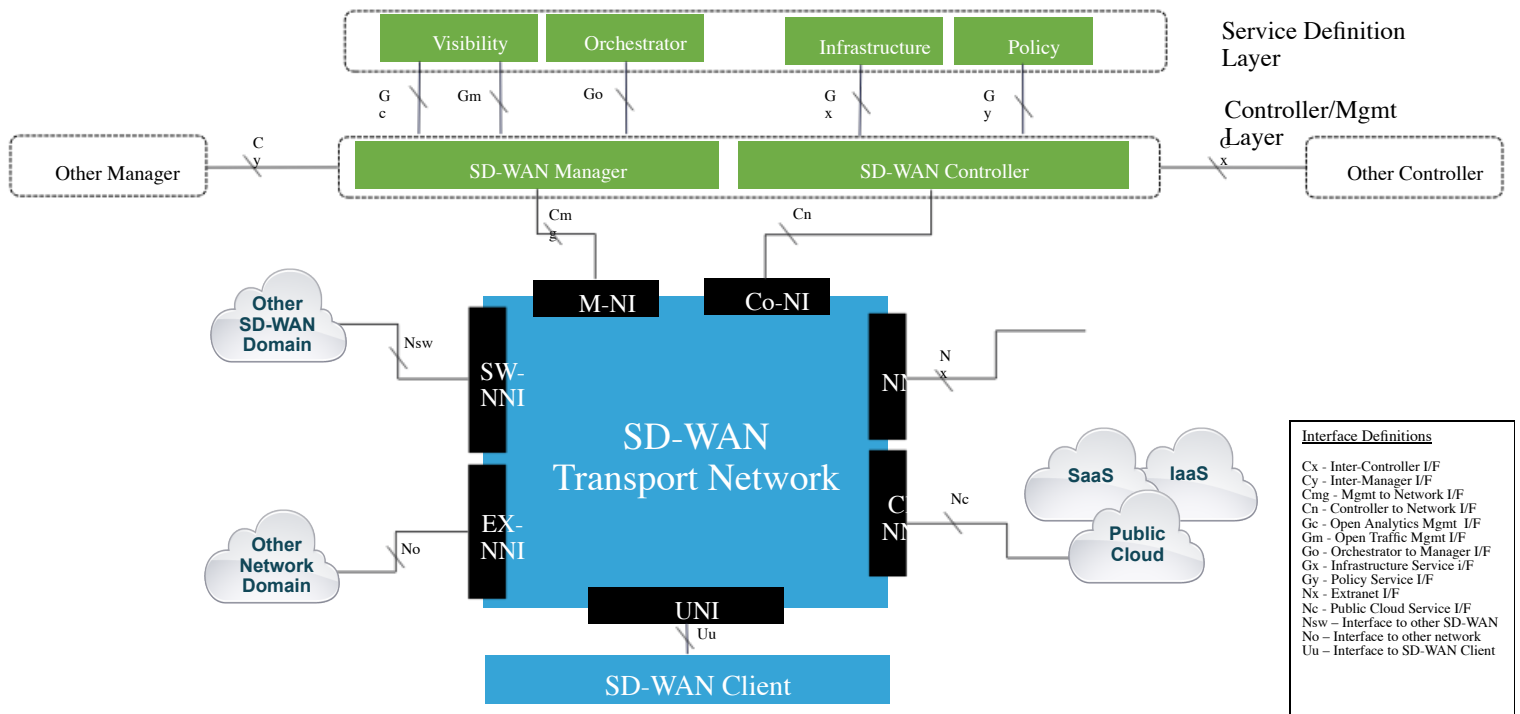 Visibility
Orchestrator
Infrastructure
Policy
Service Definition
Layer
G
c
Gm
Go
G
x
G
y
Controller/Mgmt
Layer
Other Manager
C
y
SD-WAN Manager
SD-WAN Controller
C
x
Other Controller
Cm
g
Cn
M-NI
Co-NI
Other
SD-WAN
Domain
Nsw
SW-
NNI
N
x
SD-WAN
Transport Network
Other
Network
Domain
No
EX-
NNI
Nc
SaaS
IaaS
Public
Cloud
UNI
Uu
SD-WAN Client
Interface Definitions
Cx - Inter-Controller I/F
Cy - Inter-Manager I/F
Cmg - Mgmt to Network I/F
Cn - Controller to Network I/F
Gc - Open Analytics Mgmt I/F
Gm - Open Traffic Mgmt I/F
Go - Orchestrator to Manager I/F
Gx - Infrastructure Service i/F
Gy - Policy Service I/F
Nx - Extranet I/F
Nc - Public Cloud Service I/F
Nsw – Interface to other SD-WAN
No – Interface to other network
Uu – Interface to SD-WAN Client